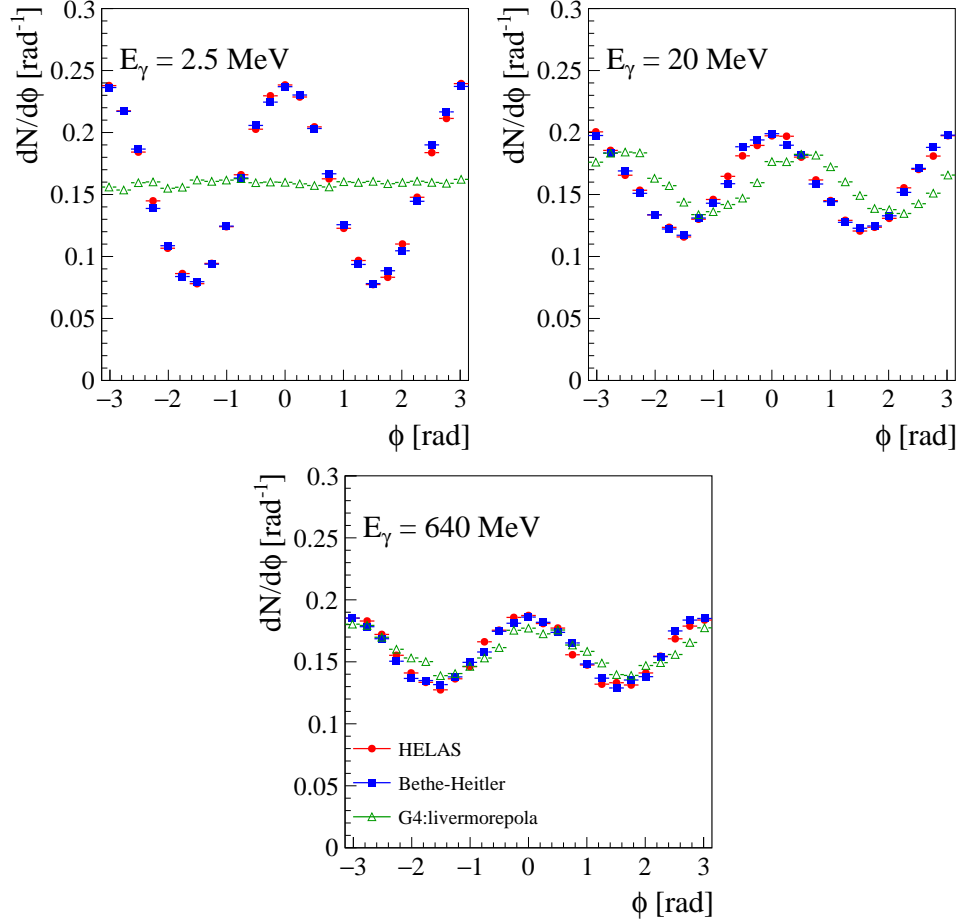 dN/dϕ [rad⁻¹]
0.3
0.25
0.2
0.15
0.1
0.05
0
E_γ = 2.5 MeV
−3 −2 −1 0 1 2 3
ϕ [rad]
dN/dϕ [rad⁻¹]
0.3
0.25
0.2
0.15
0.1
0.05
0
E_γ = 20 MeV
−3 −2 −1 0 1 2 3
ϕ [rad]
dN/dϕ [rad⁻¹]
0.3
0.25
0.2
0.15
0.1
0.05
0
E_γ = 640 MeV
HELAS
Bethe-Heitler
G4:livermorepola
−3 −2 −1 0 1 2 3
ϕ [rad]